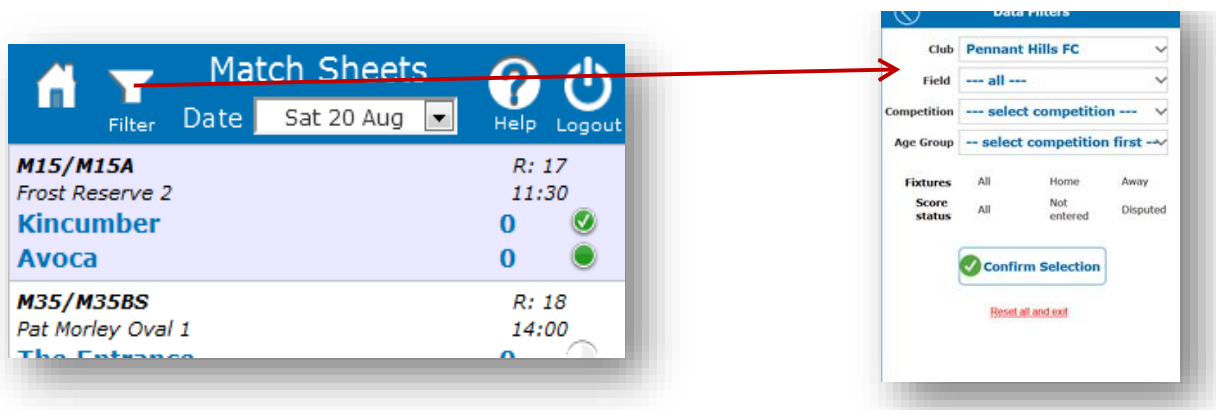 Match Sheets
Filter
Date
Sat 20 Aug
Help
Logout
M15/M15A
R: 17
Frost Reserve 2
11:30
Kincumber
0
Avoca
0
M35/M35BS
R: 18
Pat Morley Oval 1
14:00
The Entrance
0
Data Filters
Club
Pennant Hills FC
Field
--- all ---
Competition
--- select competition ---
Age Group
-- select competition first --
Fixtures
All
Home
Away
Score
status
All
Not
entered
Disputed
Confirm Selection
Reset all and exit